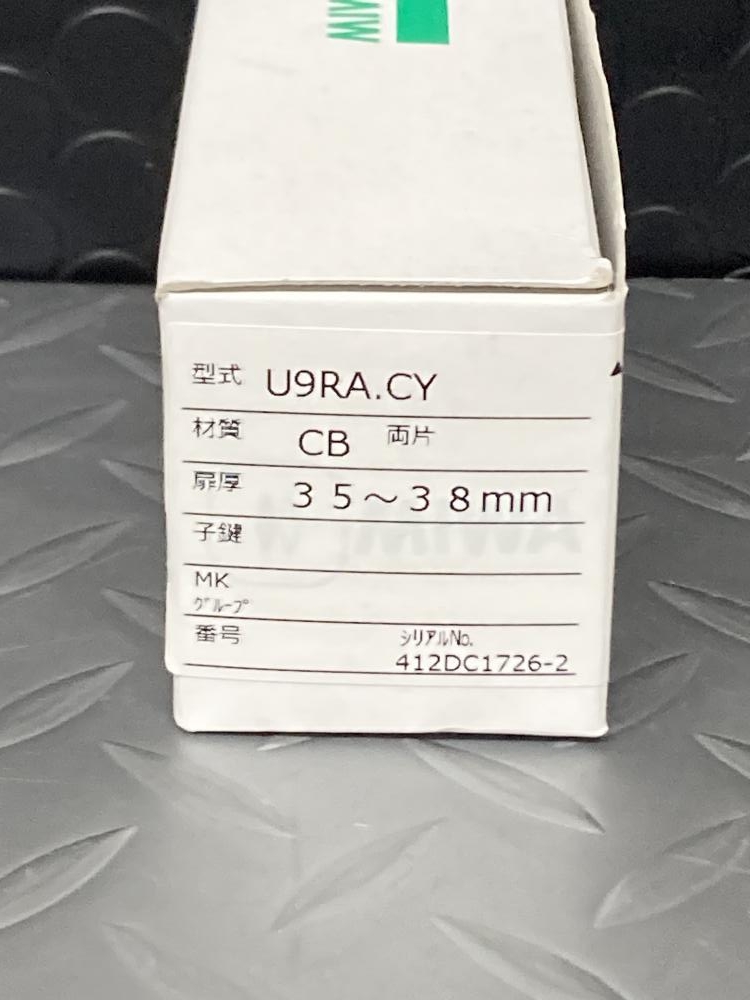 MIW
型式 U9RA.CY
材質 CB 両片
扉厚 35～38mm
子鍵
MK
グループ
番号 シリアルNo.
412DC1726-2